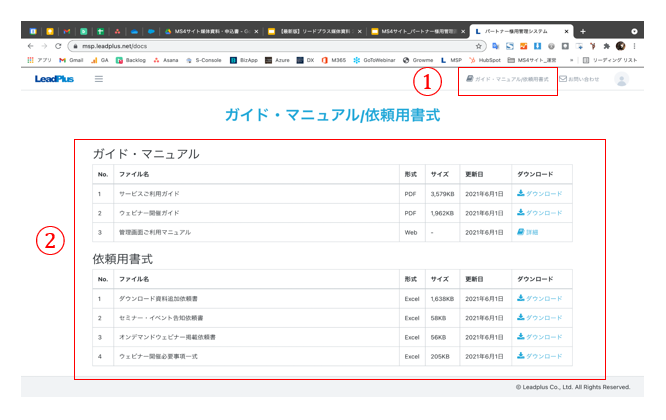 MS4サイト媒体資料・申込書 - Go
【最新版】リードプラス媒体資料
MS4サイト_パートナー様用管理
パートナー様用管理システム
msp.leadplus.net/docs
アプリ Gmail GA Backlog Asana S-Console BizApp Azure DX M365 GoToWebinar Growme MSP HubSpot MS4サイト_運営 » リーディング リスト
LeadPlus
①
ガイド・マニュアル/依頼用書式
お問い合わせ
ガイド・マニュアル/依頼用書式
②
ガイド・マニュアル
No. ファイル名 形式 サイズ 更新日 ダウンロード
1 サービスご利用ガイド PDF 3,579KB 2021年6月1日 ダウンロード
2 ウェビナー開催ガイド PDF 1,962KB 2021年6月1日 ダウンロード
3 管理画面ご利用マニュアル Web - 2021年6月1日 詳細
依頼用書式
No. ファイル名 形式 サイズ 更新日 ダウンロード
1 ダウンロード資料追加依頼書 Excel 1,638KB 2021年6月1日 ダウンロード
2 セミナー・イベント告知依頼書 Excel 58KB 2021年6月1日 ダウンロード
3 オンデマンドウェビナー掲載依頼書 Excel 56KB 2021年6月1日 ダウンロード
4 ウェビナー開催必要事項一式 Excel 205KB 2021年6月1日 ダウンロード
© Leadplus Co., Ltd. All Rights Reserved.